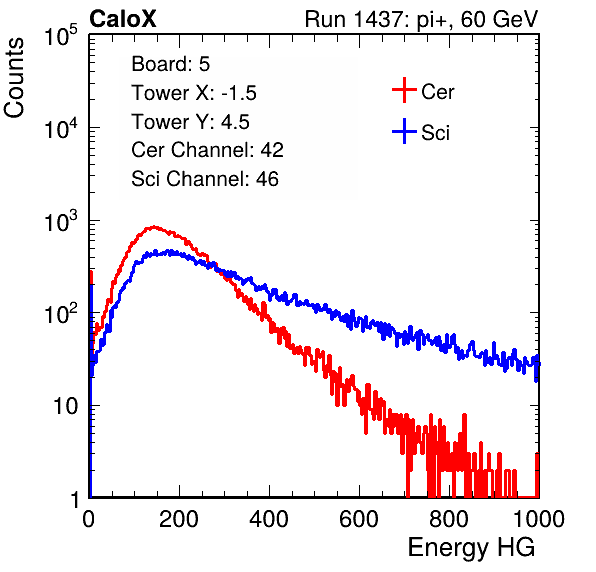 CaloX Run 1437: pi+, 60 GeV
Counts
Board: 5
Tower X: -1.5
Tower Y: 4.5
Cer Channel: 42
Sci Channel: 46
Cer
Sci
10^5
10^4
10^3
10^2
10
1
0 200 400 600 800 1000
Energy HG